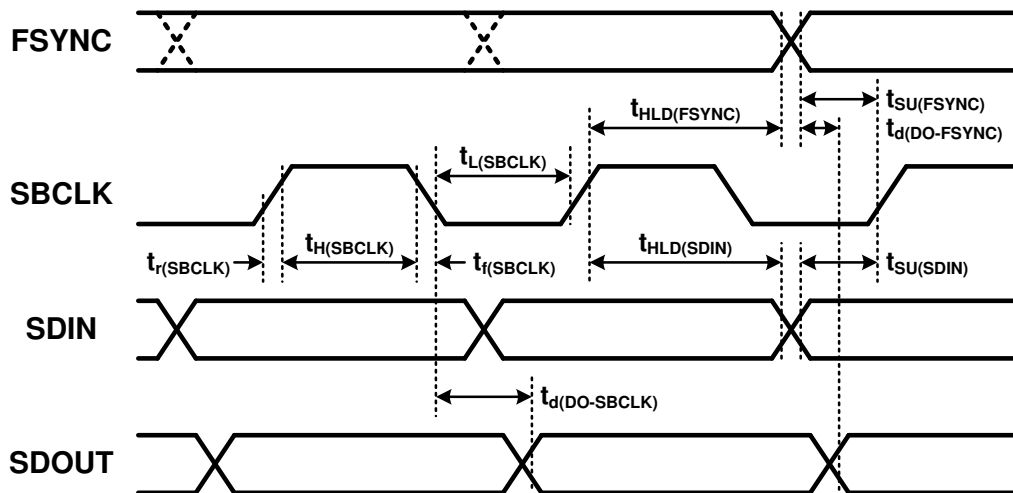 FSYNC
tSU(FSYNC)
tHLD(FSYNC)
td(DO-FSYNC)
tL(SBCLK)
SBCLK
tr(SBCLK)
tH(SBCLK)
tf(SBCLK)
tHLD(SDIN)
tSU(SDIN)
SDIN
td(DO-SBCLK)
SDOUT